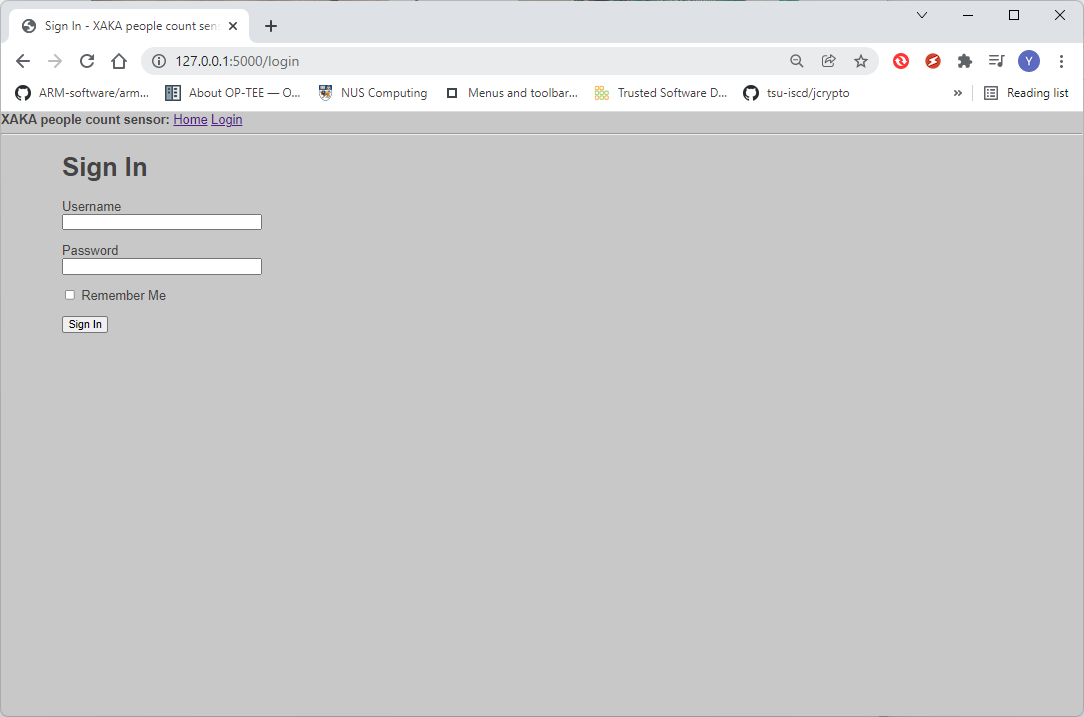 Sign In - XAKA people count sen
127.0.0.1:5000/login
Y
ARM-software/arm... About OP-TEE — O... NUS Computing Menus and toolbar... Trusted Software D... tsu-iscd/jcrypto » Reading list
XAKA people count sensor: Home Login
Sign In
Username
Password
Remember Me
Sign In